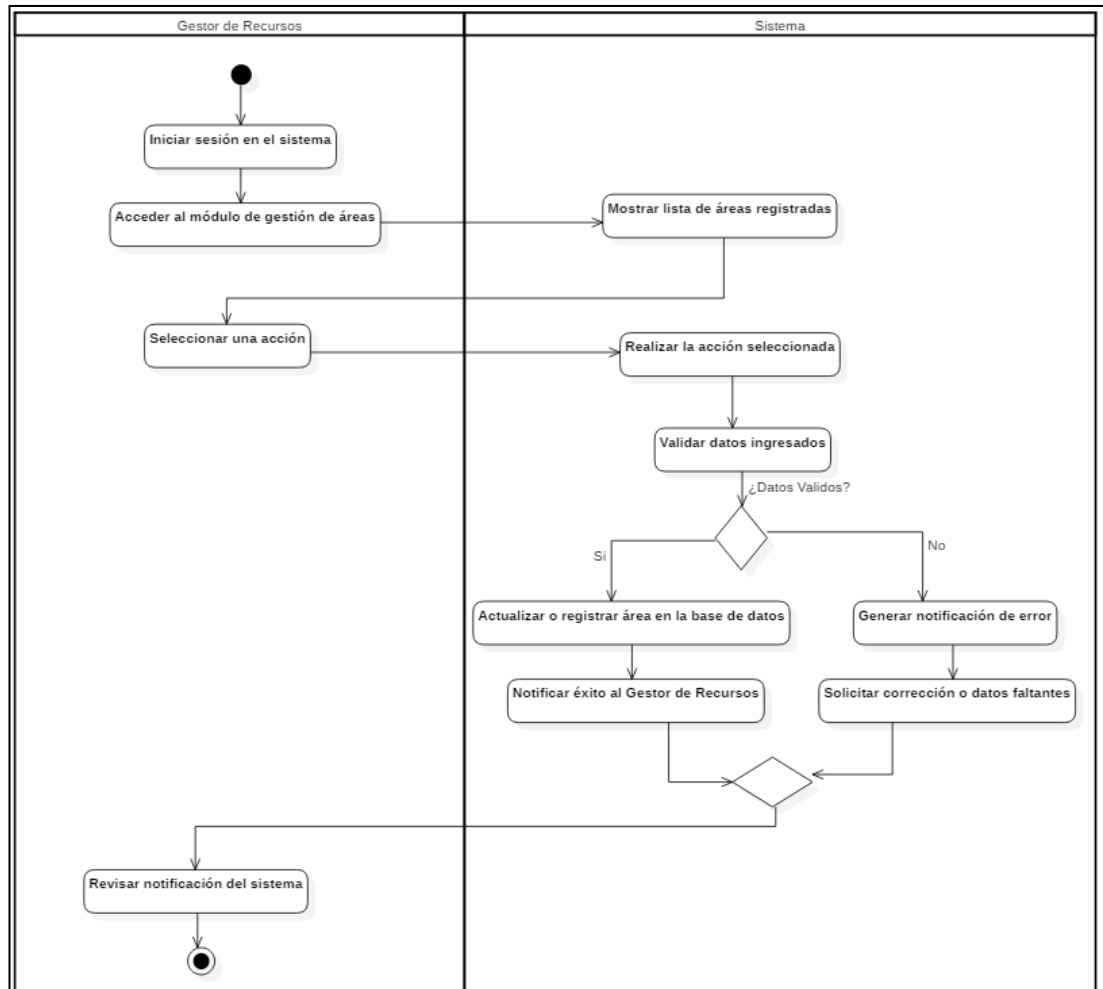 Gestor de Recursos
Sistema
Iniciar sesión en el sistema
Acceder al módulo de gestión de áreas
Mostrar lista de áreas registradas
Seleccionar una acción
Realizar la acción seleccionada
Validar datos ingresados
¿Datos Validos?
Si
No
Actualizar o registrar área en la base de datos
Generar notificación de error
Notificar éxito al Gestor de Recursos
Solicitar corrección o datos faltantes
Revisar notificación del sistema